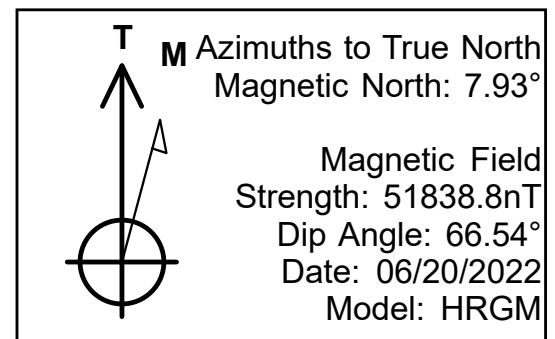 T
M
Azimuths to True North
Magnetic North: 7.93°
Magnetic Field
Strength: 51838.8nT
Dip Angle: 66.54°
Date: 06/20/2022
Model: HRGM